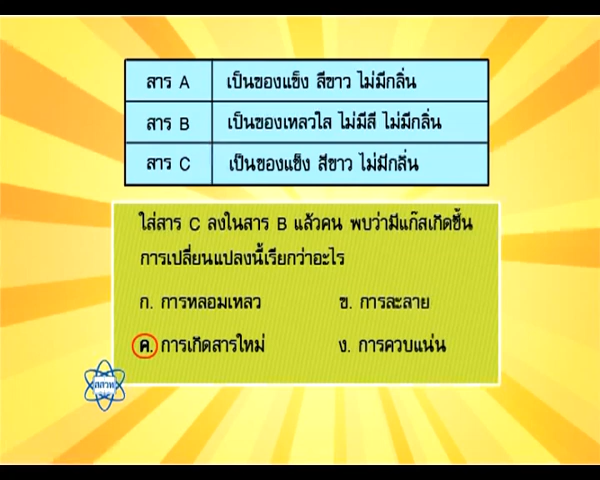 สาร A เป็นของแข็ง สีขาว ไม่มีกลิ่น
สาร B เป็นของเหลวใส ไม่มีสี ไม่มีกลิ่น
สาร C เป็นของแข็ง สีขาว ไม่มีกลิ่น
ใส่สาร C ลงในสาร B แล้วคน พบว่ามีแก๊สเกิดขึ้น
การเปลี่ยนแปลงนี้เรียกว่าอะไร
ก. การหลอมเหลว ข. การละลาย
ค. การเกิดสารใหม่ ง. การควบแน่น
สสวท